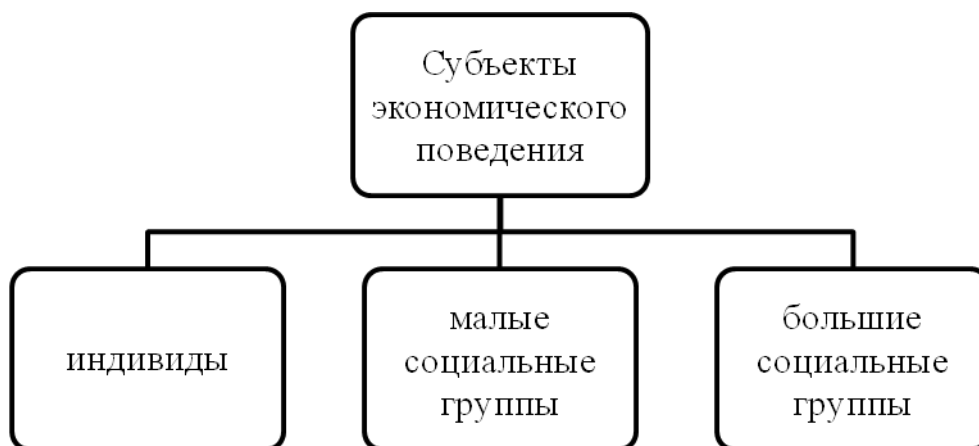 Субъекты
экономического
поведения
индивиды
малые
социальные
группы
большие
социальные
группы